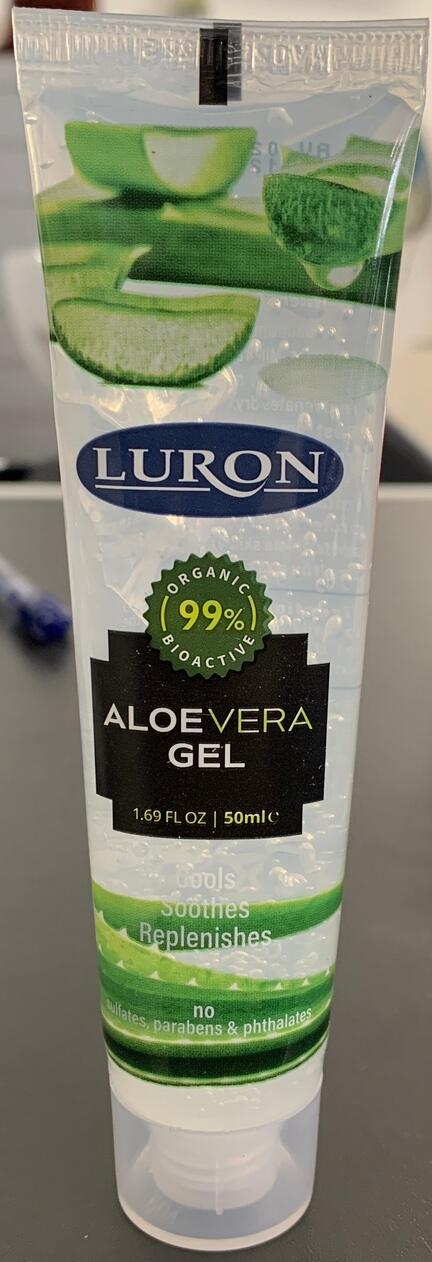 LURON
ORGANIC
99%
BIOACTIVE
ALOEVERA
GEL
1.69 FL OZ | 50ml℮
Cools
Soothes
Replenishes
no
sulfates, parabens & phthalates